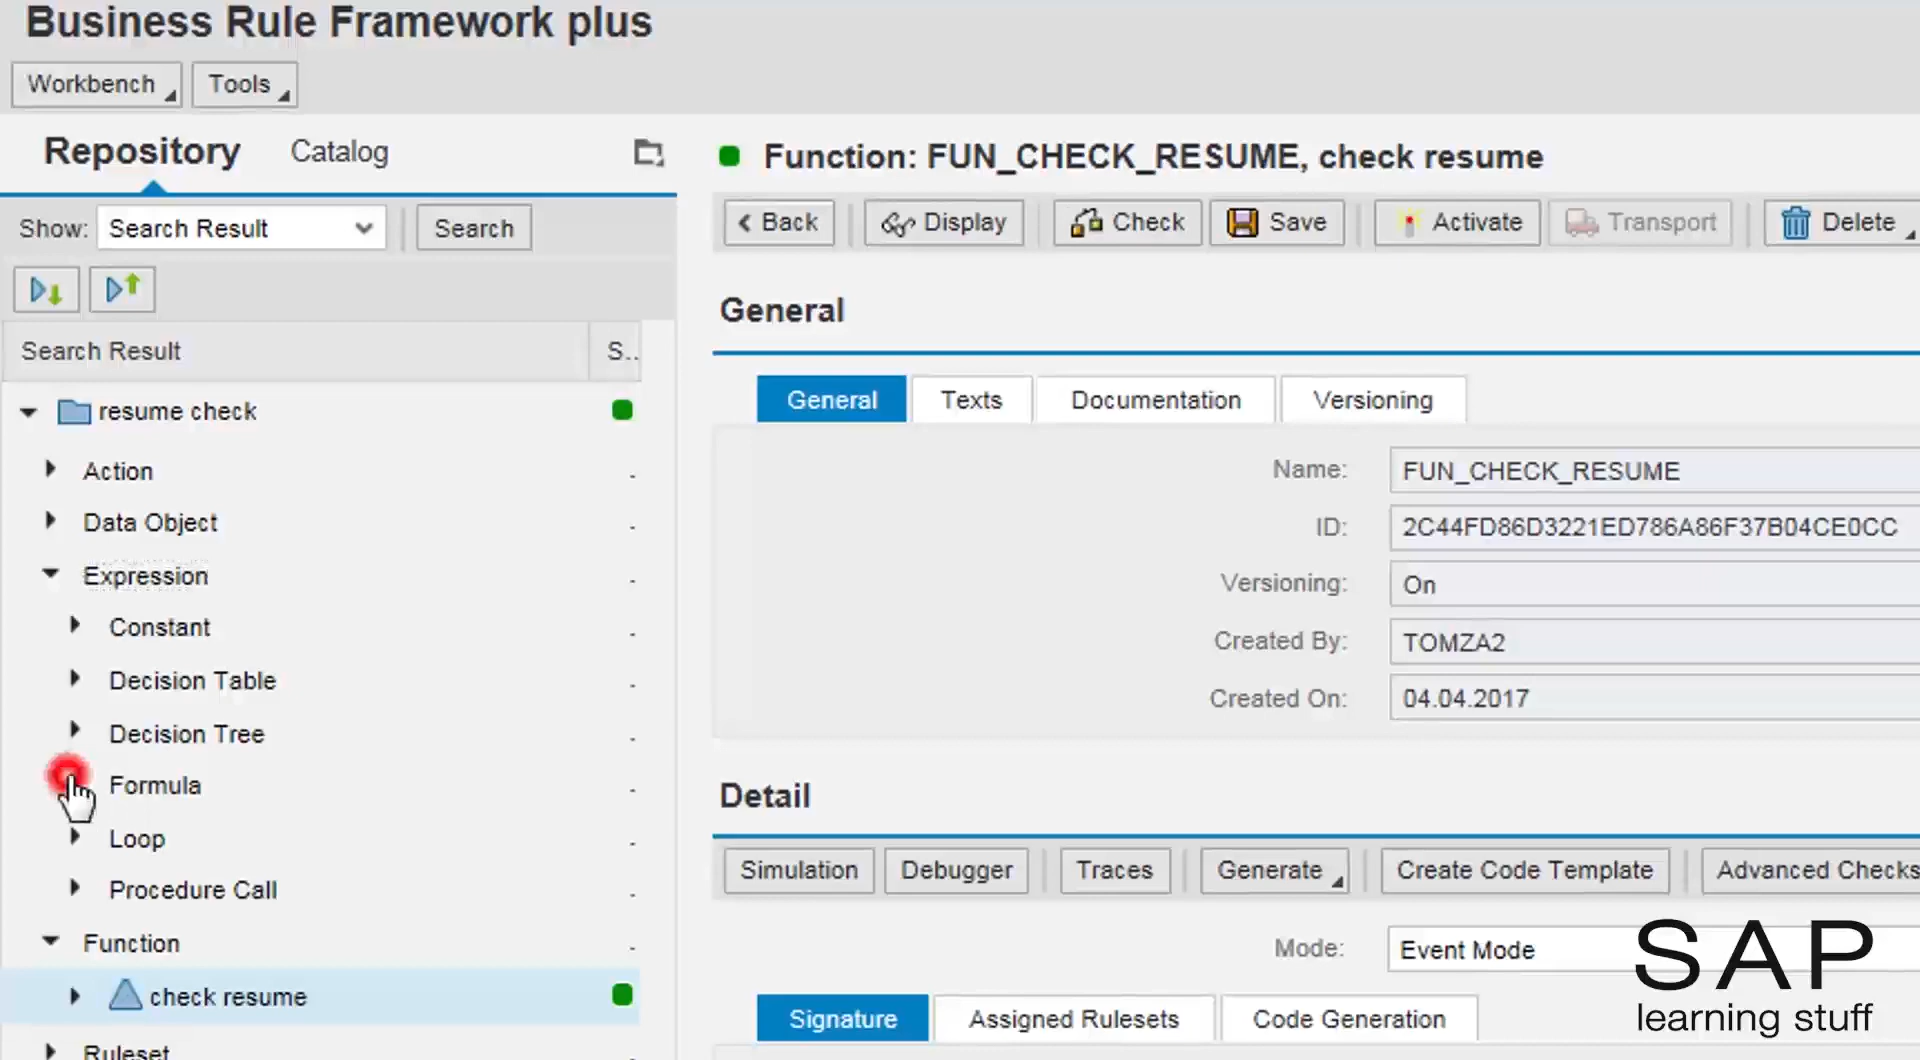 Business Rule Framework plus
Workbench Tools
Repository Catalog
Show: Search Result Search
Search Result S..
resume check
Action
Data Object
Expression
Constant
Decision Table
Decision Tree
Formula
Loop
Procedure Call
Function
check resume
Ruleset
Function: FUN_CHECK_RESUME, check resume
Back Display Check Save Activate Transport Delete
General
General Texts Documentation Versioning
Name: FUN_CHECK_RESUME
ID: 2C44FD86D3221ED786A86F37B04CE0CC
Versioning: On
Created By: TOMZA2
Created On: 04.04.2017
Detail
Simulation Debugger Traces Generate Create Code Template Advanced Checks
Mode: Event Mode
Signature Assigned Rulesets Code Generation
SAP
learning stuff